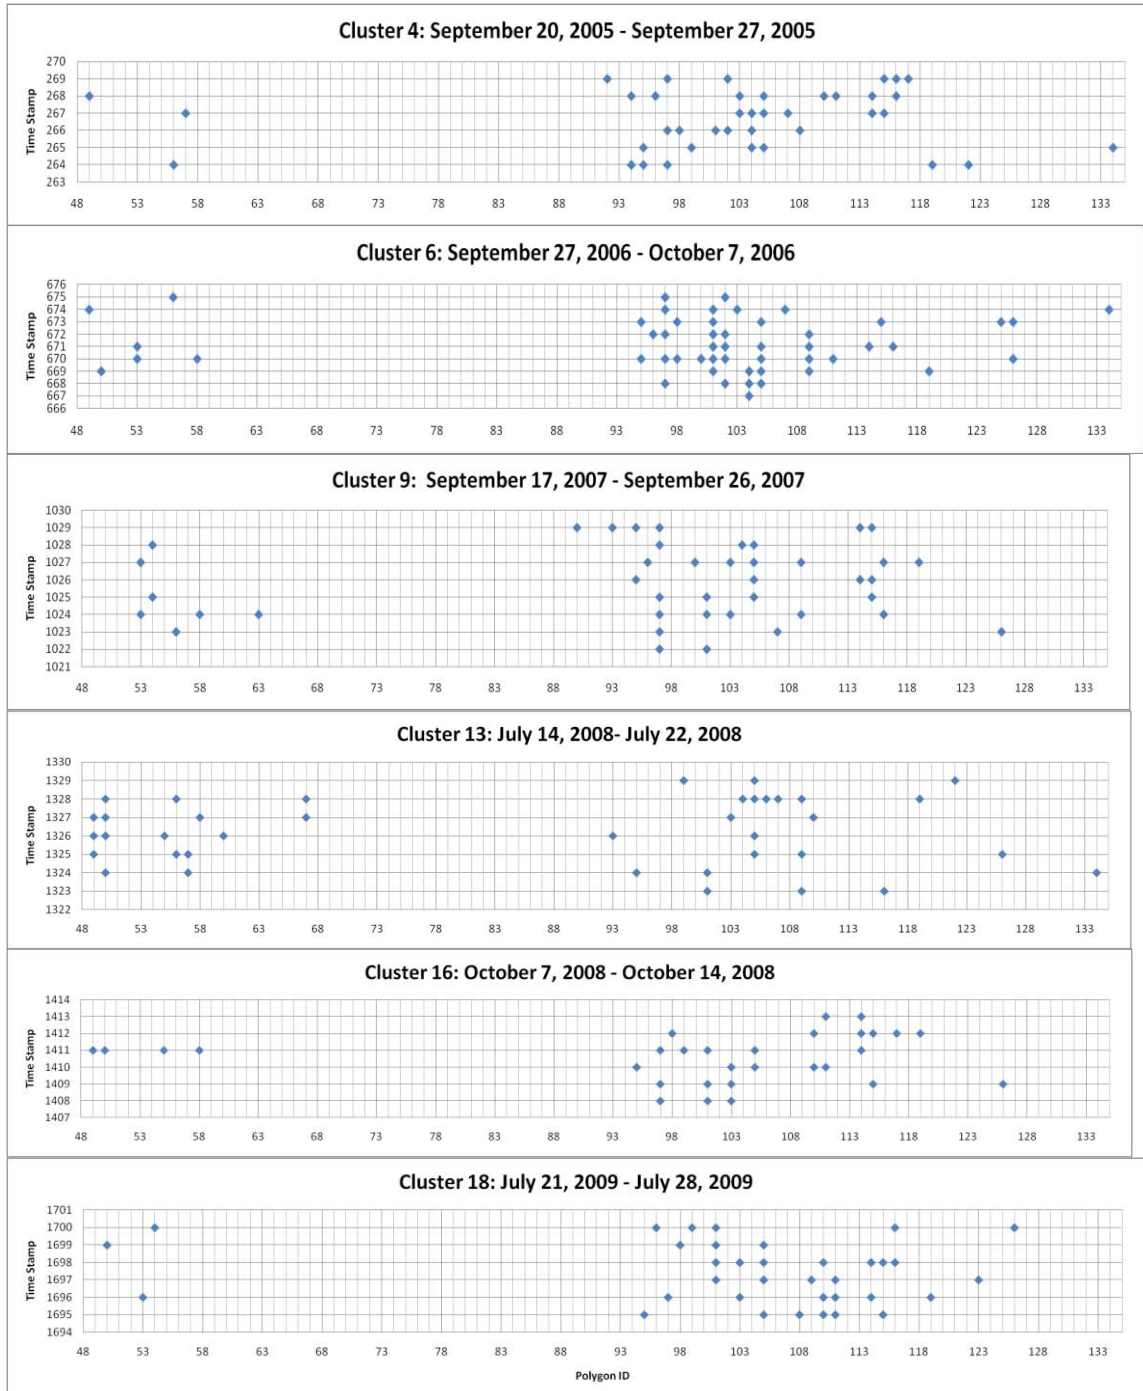 Cluster 4: September 20, 2005 - September 27, 2005
270
269
268
267
266
265
264
263
Time Stamp
48 53 58 63 68 73 78 83 88 93 98 103 108 113 118 123 128 133
Cluster 6: September 27, 2006 - October 7, 2006
676
675
674
673
672
671
670
669
668
667
666
Time Stamp
48 53 58 63 68 73 78 83 88 93 98 103 108 113 118 123 128 133
Cluster 9:  September 17, 2007 - September 26, 2007
1030
1029
1028
1027
1026
1025
1024
1023
1022
1021
Time Stamp
48 53 58 63 68 73 78 83 88 93 98 103 108 113 118 123 128 133
Cluster 13: July 14, 2008- July 22, 2008
1330
1329
1328
1327
1326
1325
1324
1323
1322
Time Stamp
48 53 58 63 68 73 78 83 88 93 98 103 108 113 118 123 128 133
Cluster 16: October 7, 2008 - October 14, 2008
1414
1413
1412
1411
1410
1409
1408
1407
Time Stamp
48 53 58 63 68 73 78 83 88 93 98 103 108 113 118 123 128 133
Cluster 18: July 21, 2009 - July 28, 2009
1701
1700
1699
1698
1697
1696
1695
1694
Time Stamp
48 53 58 63 68 73 78 83 88 93 98 103 108 113 118 123 128 133
Polygon ID